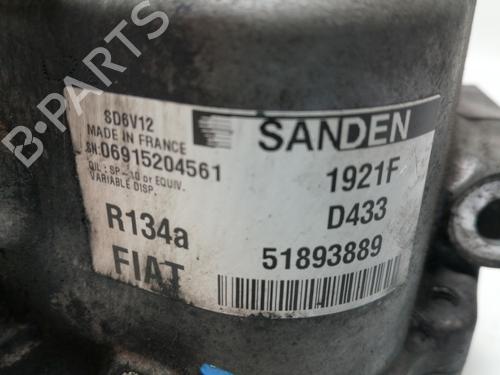 SD6V12
MADE IN FRANCE
SN:06915204561
OIL : SP-10 or EQUIV.
VARIABLE DISP.
R134a
FIAT
SANDEN
1921F
D433
51893889